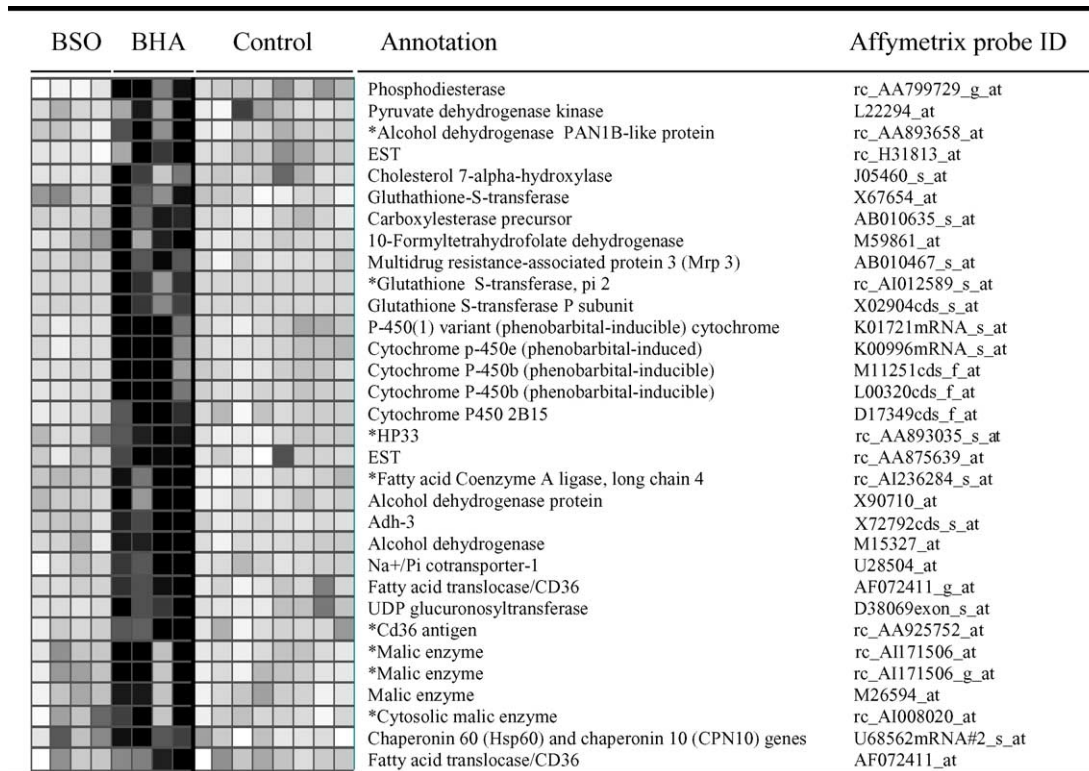 BSO BHA Control Annotation Affymetrix probe ID
Phosphodiesterase rc_AA799729_g_at
Pyruvate dehydrogenase kinase L22294_at
*Alcohol dehydrogenase PAN1B-like protein rc_AA893658_at
EST rc_H31813_at
Cholesterol 7-alpha-hydroxylase J05460_s_at
Gluthathione-S-transferase X67654_at
Carboxylesterase precursor AB010635_s_at
10-Formyltetrahydrofolate dehydrogenase M59861_at
Multidrug resistance-associated protein 3 (Mrp 3) AB010467_s_at
*Glutathione S-transferase, pi 2 rc_AI012589_s_at
Glutathione S-transferase P subunit X02904cds_s_at
P-450(1) variant (phenobarbital-inducible) cytochrome K01721mRNA_s_at
Cytochrome p-450e (phenobarbital-induced) K00996mRNA_s_at
Cytochrome P-450b (phenobarbital-inducible) M11251cds_f_at
Cytochrome P-450b (phenobarbital-inducible) L00320cds_f_at
Cytochrome P450 2B15 D17349cds_f_at
*HP33 rc_AA893035_s_at
EST rc_AA875639_at
*Fatty acid Coenzyme A ligase, long chain 4 rc_AI236284_s_at
Alcohol dehydrogenase protein X90710_at
Adh-3 X72792cds_s_at
Alcohol dehydrogenase M15327_at
Na+/Pi cotransporter-1 U28504_at
Fatty acid translocase/CD36 AF072411_g_at
UDP glucuronosyltransferase D38069exon_s_at
*Cd36 antigen rc_AA925752_at
*Malic enzyme rc_AI171506_at
*Malic enzyme rc_AI171506_g_at
Malic enzyme M26594_at
*Cytosolic malic enzyme rc_AI008020_at
Chaperonin 60 (Hsp60) and chaperonin 10 (CPN10) genes U68562mRNA#2_s_at
Fatty acid translocase/CD36 AF072411_at